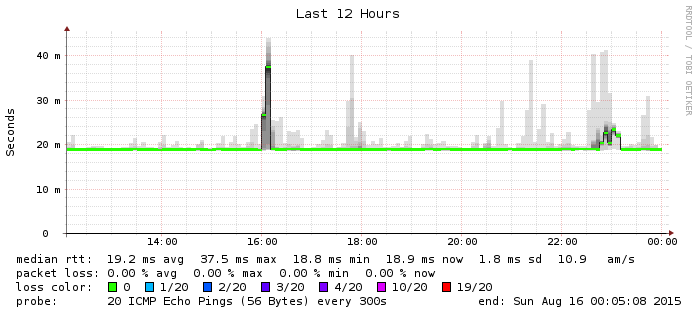 Last 12 Hours
RRDTOOL / TOBI OETIKER
Seconds
40 m
30 m
20 m
10 m
0
14:00 16:00 18:00 20:00 22:00 00:00
median rtt: 19.2 ms avg 37.5 ms max 18.8 ms min 18.9 ms now 1.8 ms sd 10.9 am/s
packet loss: 0.00 % avg 0.00 % max 0.00 % min 0.00 % now
loss color: 0 1/20 2/20 3/20 4/20 10/20 19/20
probe: 20 ICMP Echo Pings (56 Bytes) every 300s end: Sun Aug 16 00:05:08 2015